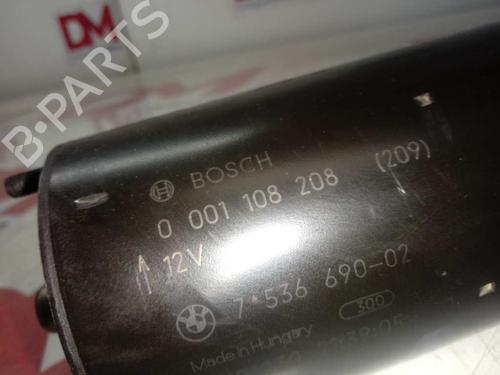 DM
B-PARTS
BOSCH
0 001 108 208 (209)
12V
7*536 690-02
300
Made in Hungary